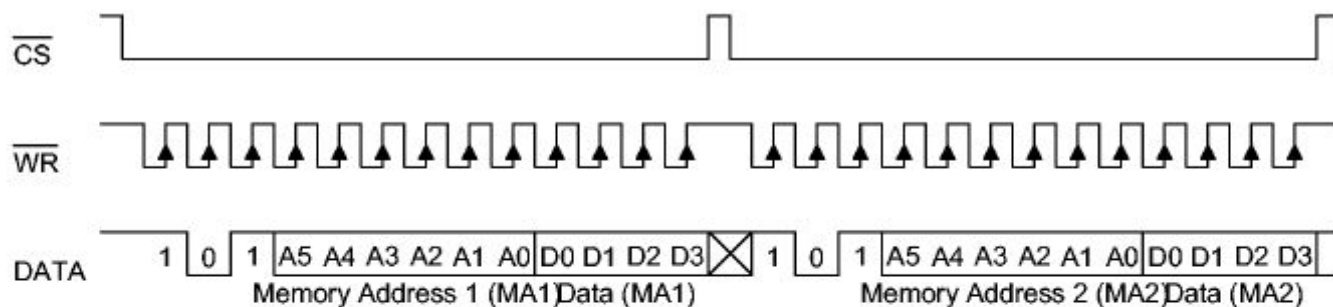 CS
WR
DATA 1 0 1 A5 A4 A3 A2 A1 A0 D0 D1 D2 D3 1 0 1 A5 A4 A3 A2 A1 A0 D0 D1 D2 D3
Memory Address 1 (MA1)Data (MA1) Memory Address 2 (MA2)Data (MA2)